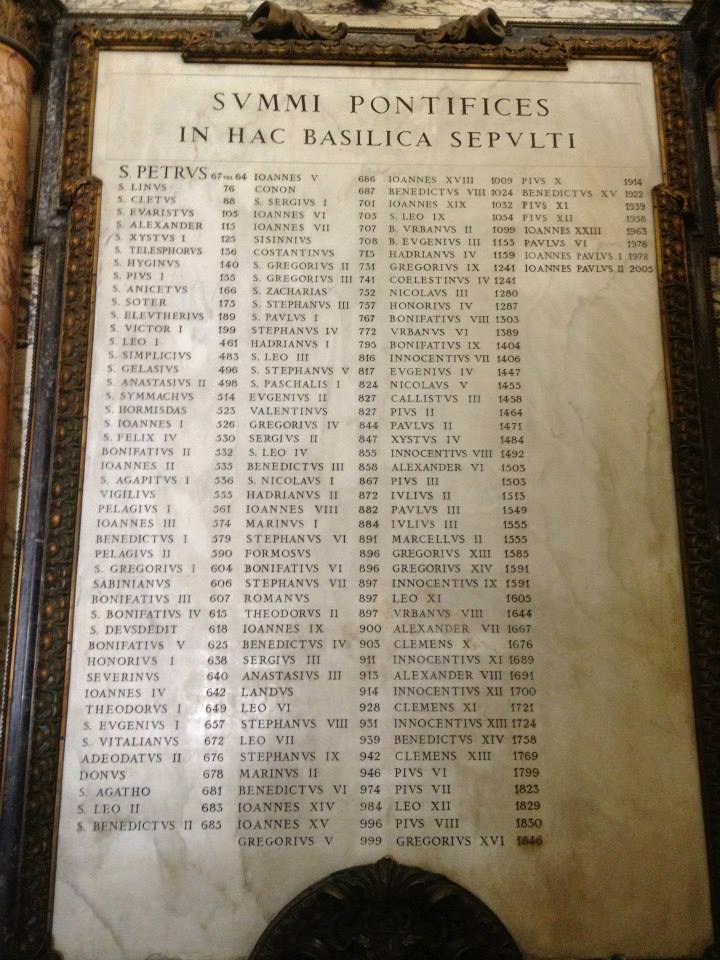 SVMMI PONTIFICES
IN HAC BASILICA SEPVLTI
S. PETRVS 67 vel 64
S. LINVS 76
S. CLETVS 88
S. EVARISTVS 105
S. ALEXANDER 115
S. XYSTVS I 125
S. TELESPHORVS 136
S. HYGINVS 140
S. PIVS I 155
S. ANICETVS 166
S. SOTER 175
S. ELEVTHERIVS 189
S. VICTOR I 199
S. LEO I 461
S. SIMPLICIVS 483
S. GELASIVS 496
S. ANASTASIVS II 498
S. SYMMACHVS 514
S. HORMISDAS 523
S. IOANNES I 526
S. FELIX IV 530
BONIFATIVS II 532
IOANNES II 535
S. AGAPITVS I 536
VIGILIVS 555
PELAGIVS I 561
IOANNES III 574
BENEDICTVS I 579
PELAGIVS II 590
S. GREGORIVS I 604
SABINIANVS 606
BONIFATIVS III 607
S. BONIFATIVS IV 615
S. DEVSDEDIT 618
BONIFATIVS V 625
HONORIVS I 638
SEVERINVS 640
IOANNES IV 642
THEODORVS I 649
S. EVGENIVS I 657
S. VITALIANVS 672
ADEODATVS II 676
DONVS 678
S. AGATHO 681
S. LEO II 683
S. BENEDICTVS II 685
IOANNES V 686
CONON 687
S. SERGIVS I 701
IOANNES VI 705
IOANNES VII 707
SISINNIVS 708
COSTANTINVS 715
S. GREGORIVS II 731
S. GREGORIVS III 741
S. ZACHARIAS 752
S. STEPHANVS III 757
S. PAVLVS I 767
STEPHANVS IV 772
HADRIANVS I 795
S. LEO III 816
S. STEPHANVS V 817
S. PASCHALIS I 824
EVGENIVS II 827
VALENTINVS 827
GREGORIVS IV 844
SERGIVS II 847
S. LEO IV 855
BENEDICTVS III 858
S. NICOLAVS I 867
HADRIANVS II 872
IOANNES VIII 882
MARINVS I 884
STEPHANVS VI 891
FORMOSVS 896
BONIFATIVS VI 896
STEPHANVS VII 897
ROMANVS 897
THEODORVS II 897
IOANNES IX 900
BENEDICTVS IV 903
SERGIVS III 911
ANASTASIVS III 913
LANDVS 914
LEO VI 928
STEPHANVS VIII 931
LEO VII 939
STEPHANVS IX 942
MARINVS II 946
BENEDICTVS VI 974
IOANNES XIV 984
IOANNES XV 996
GREGORIVS V 999
IOANNES XVIII 1009
BENEDICTVS VIII 1024
IOANNES XIX 1032
S. LEO IX 1054
B. VRBANVS II 1099
B. EVGENIVS III 1153
HADRIANVS IV 1159
GREGORIVS IX 1241
COELESTINVS IV 1241
NICOLAVS III 1280
HONORIVS IV 1287
BONIFATIVS VIII 1303
VRBANVS VI 1389
BONIFATIVS IX 1404
INNOCENTIVS VII 1406
EVGENIVS IV 1447
NICOLAVS V 1455
CALLISTVS III 1458
PIVS II 1464
PAVLVS II 1471
XYSTVS IV 1484
INNOCENTIVS VIII 1492
ALEXANDER VI 1503
PIVS III 1503
IVLIVS II 1513
PAVLVS III 1549
IVLIVS III 1555
MARCELLVS II 1555
GREGORIVS XIII 1585
GREGORIVS XIV 1591
INNOCENTIVS IX 1591
LEO XI 1605
VRBANVS VIII 1644
ALEXANDER VII 1667
CLEMENS X 1676
INNOCENTIVS XI 1689
ALEXANDER VIII 1691
INNOCENTIVS XII 1700
CLEMENS XI 1721
INNOCENTIVS XIII 1724
BENEDICTVS XIV 1758
CLEMENS XIII 1769
PIVS VI 1799
PIVS VII 1823
LEO XII 1829
PIVS VIII 1830
GREGORIVS XVI 1846
PIVS X 1914
BENEDICTVS XV 1922
PIVS XI 1939
PIVS XII 1958
IOANNES XXIII 1963
PAVLVS VI 1978
IOANNES PAVLVS I 1978
IOANNES PAVLVS II 2005